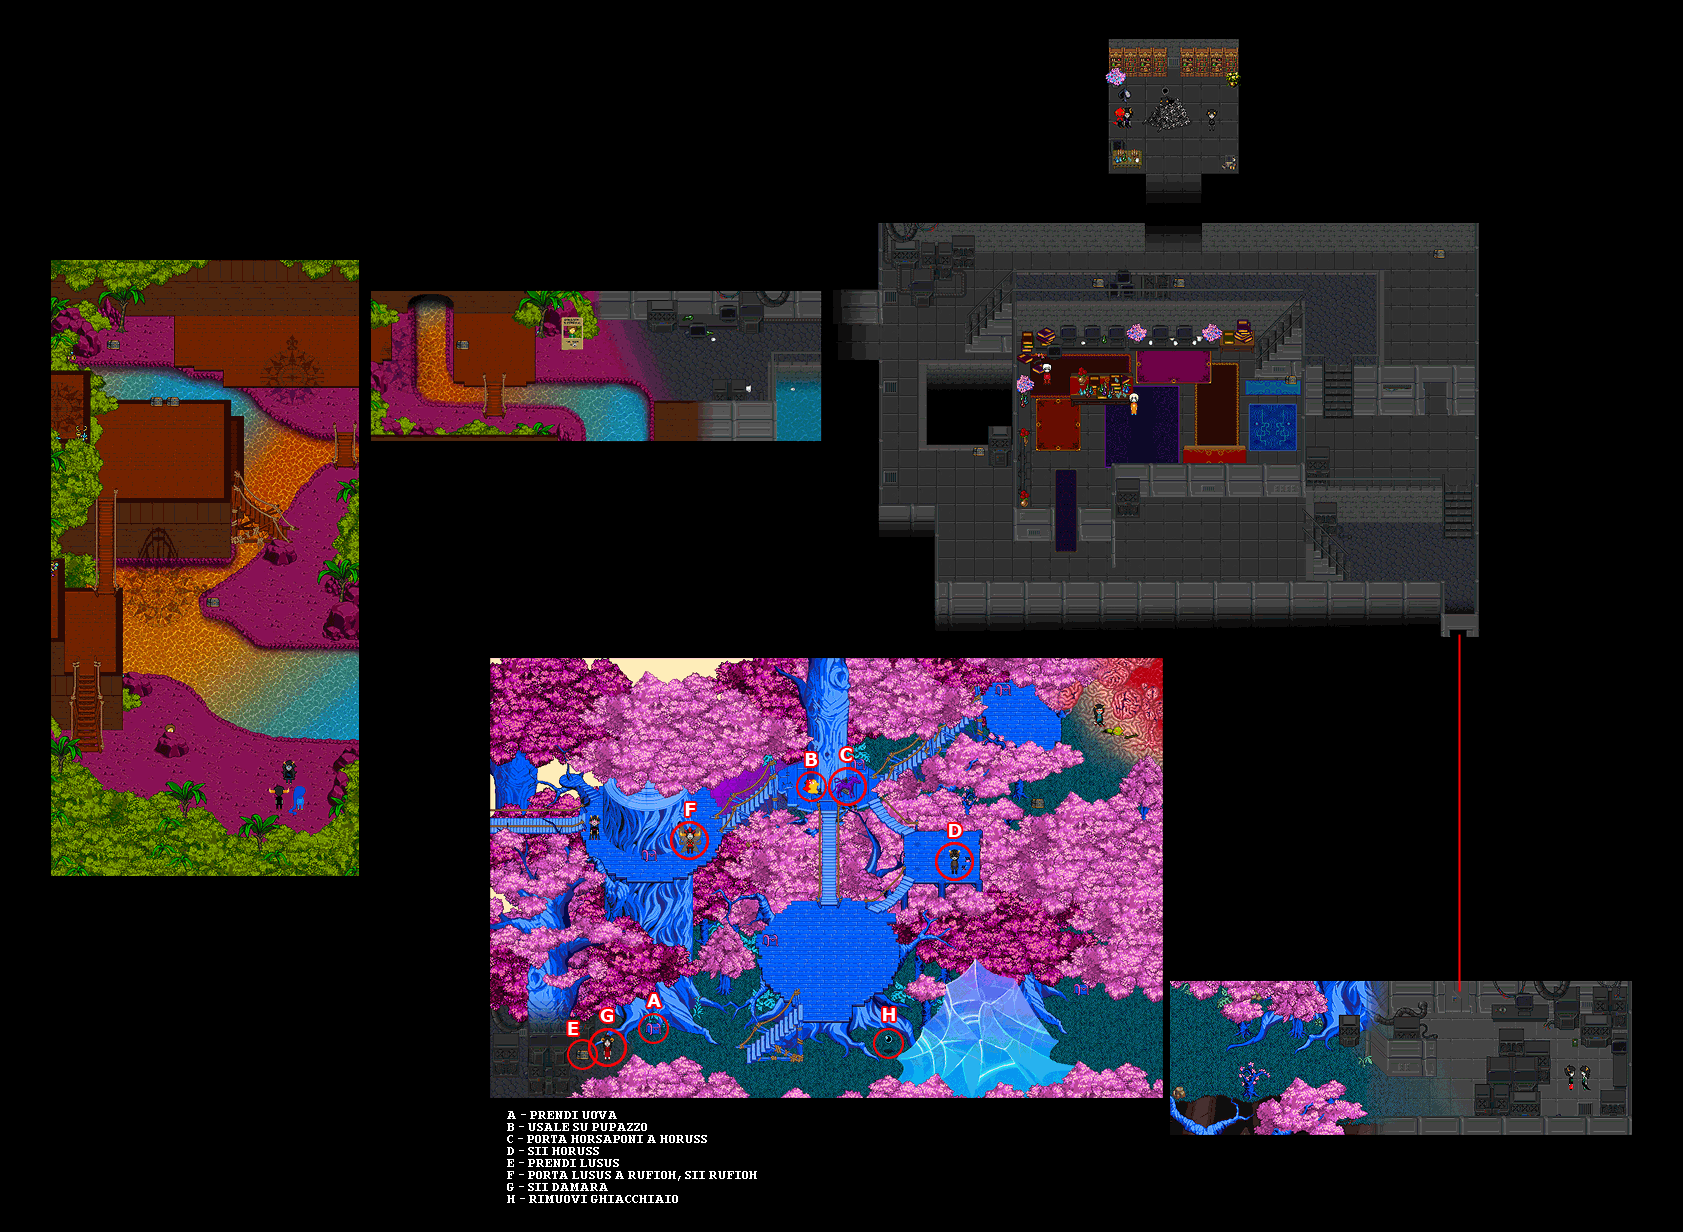 B
C
F
D
A
G
H
E
A - PRENDI UOVA
B - USALE SU PUPAZZO
C - PORTA HORSAPONI A HORUSS
D - SII HORUSS
E - PRENDI LUSUS
F - PORTA LUSUS A RUFIOH, SII RUFIOH
G - SII DAMARA
H - RIMUOVI GHIACCHIAIO